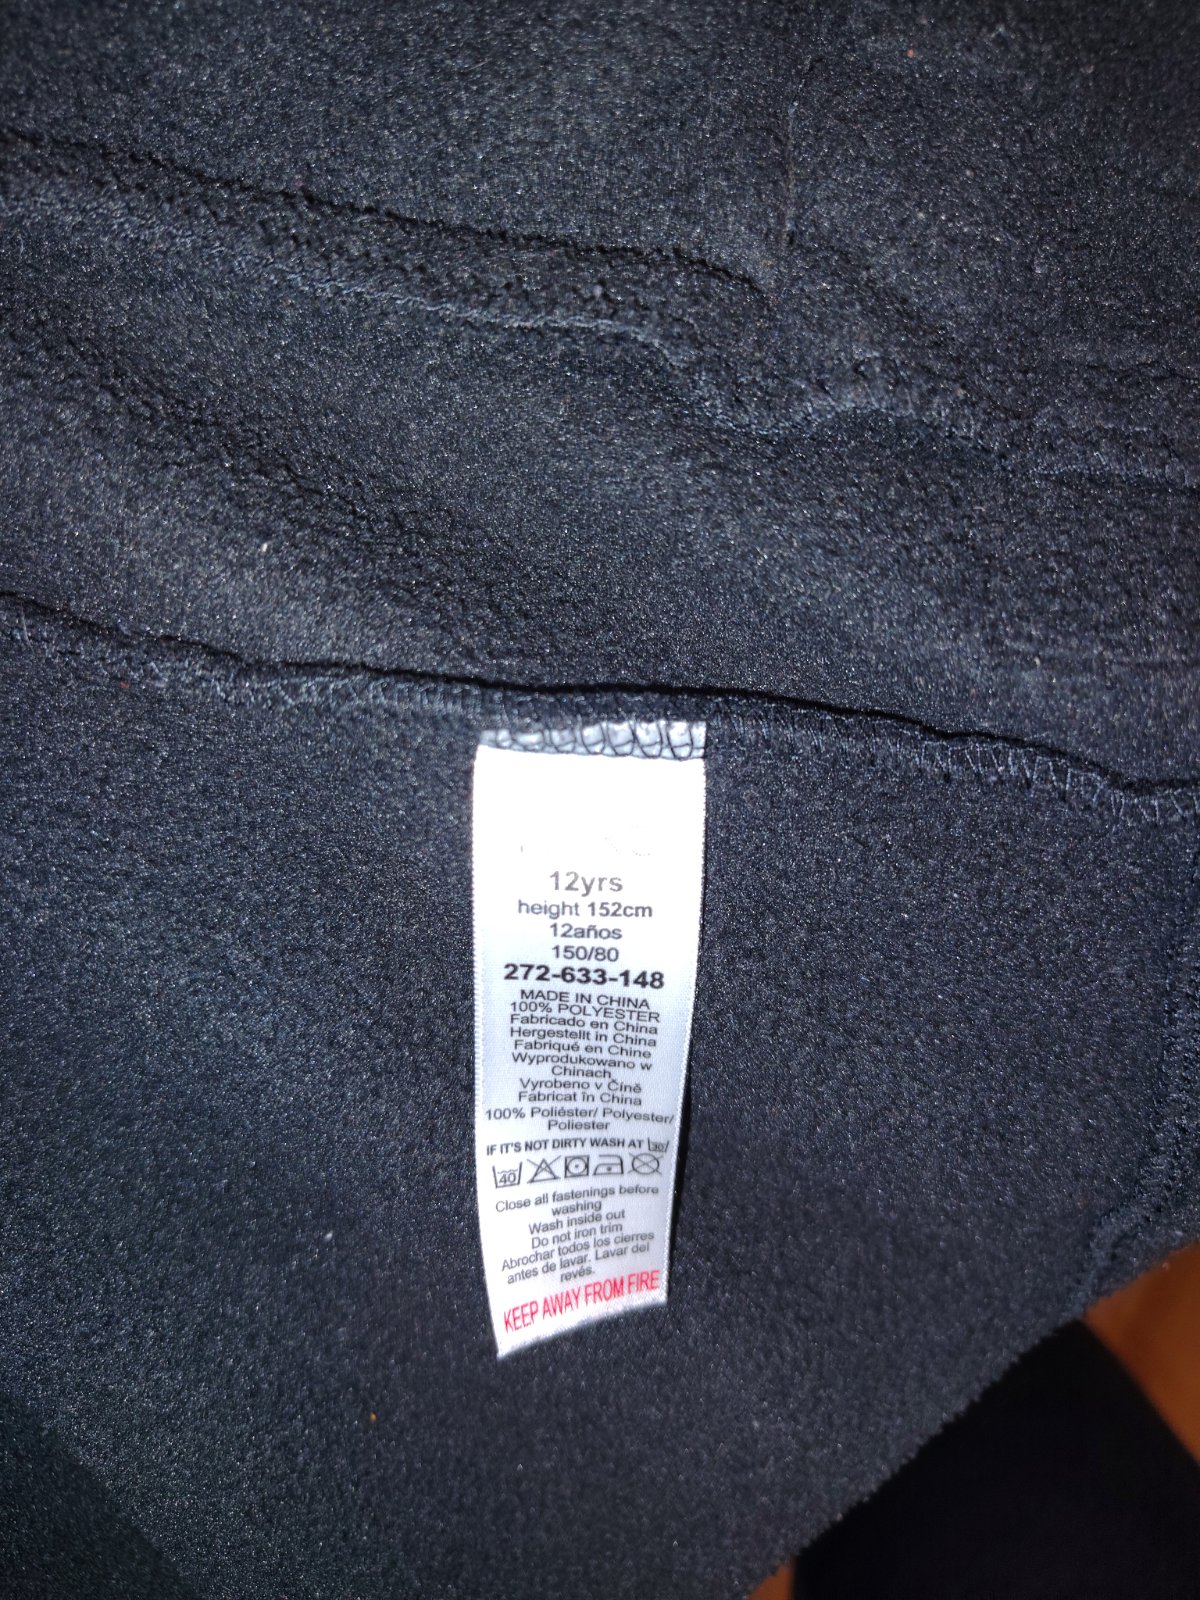 12yrs
height 152cm
12años
150/80
272-633-148
MADE IN CHINA
100% POLYESTER
Fabricado en China
Hergestellt in China
Fabriqué en Chine
Wyprodukowano w
Chinach
Vyrobeno v Číně
Fabricat în China
100% Poliéster/ Polyester/
Poliester
IF IT'S NOT DIRTY WASH AT 30
40
Close all fastenings before
washing
Wash inside out
Do not iron trim
Abrochar todos los cierres
antes de lavar. Lavar del
revés.
KEEP AWAY FROM FIRE